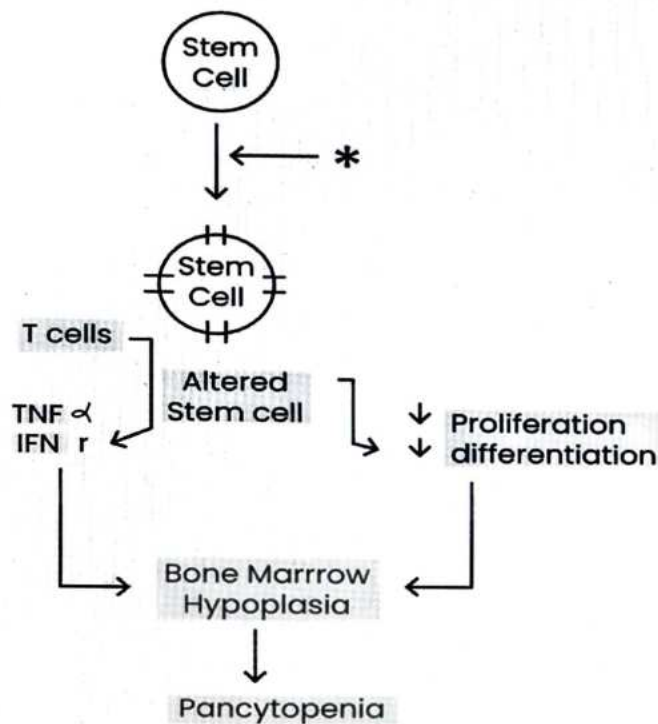 Stem
Cell
*
Stem
Cell
T cells
Altered
Stem cell
TNF α
IFN r
↓ Proliferation
↓ differentiation
Bone Marrrow
Hypoplasia
Pancytopenia